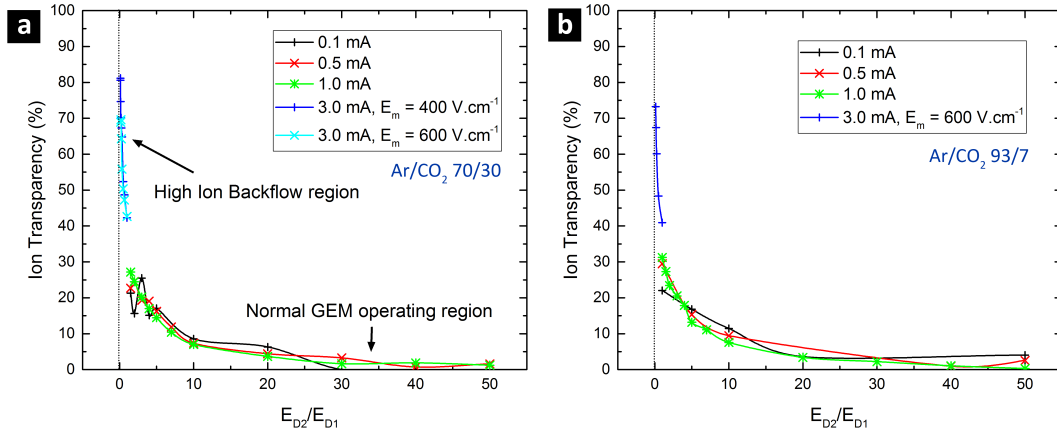 a
100
90
80
70
60
50
40
30
20
10
0
Ion Transparency (%)
0.1 mA
0.5 mA
1.0 mA
3.0 mA, Em = 400 V.cm-1
3.0 mA, Em = 600 V.cm-1
Ar/CO2 70/30
High Ion Backflow region
Normal GEM operating region
0 10 20 30 40 50
ED2/ED1
b
100
90
80
70
60
50
40
30
20
10
0
Ion Transparency (%)
0.1 mA
0.5 mA
1.0 mA
3.0 mA, Em = 600 V.cm-1
Ar/CO2 93/7
0 10 20 30 40 50
ED2/ED1